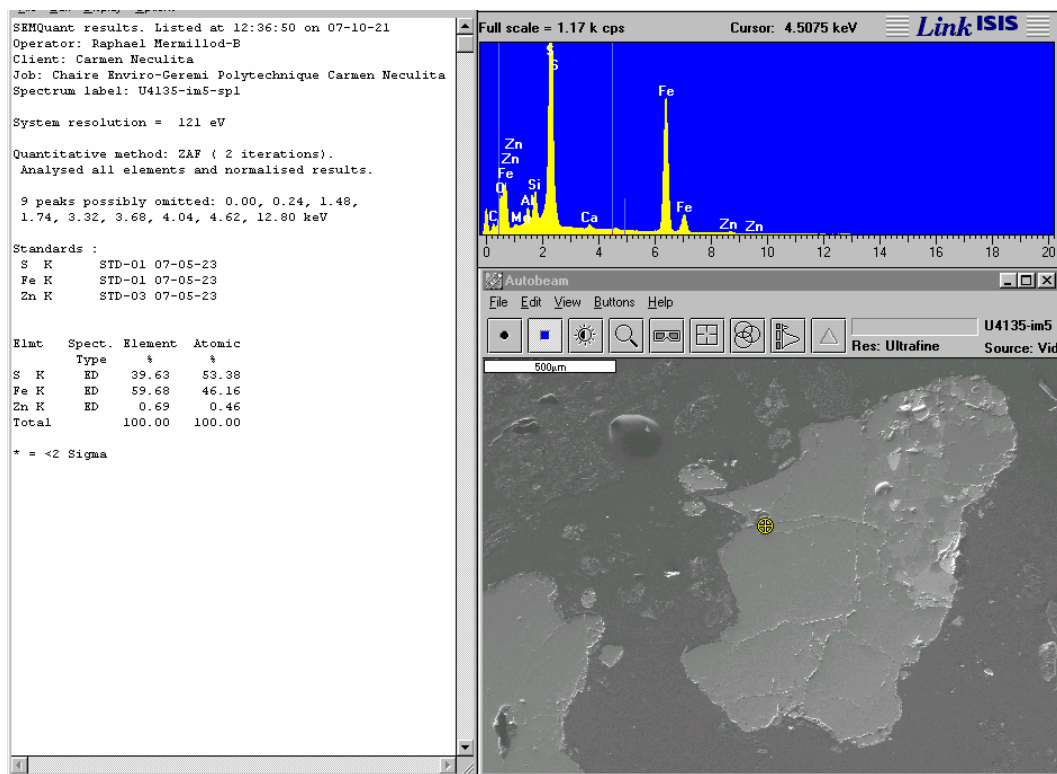 SEMQuant results. Listed at 12:36:50 on 07-10-21
Operator: Raphael Mermillod-B
Client: Carmen Neculita
Job: Chaire Enviro-Geremi Polytechnique Carmen Neculita
Spectrum label: U4135-im5-sp1
System resolution = 121 eV
Quantitative method: ZAF ( 2 iterations).
Analysed all elements and normalised results.
9 peaks possibly omitted: 0.00, 0.24, 1.48,
1.74, 3.32, 3.68, 4.04, 4.62, 12.80 keV
Standards :
S K STD-01 07-05-23
Fe K STD-01 07-05-23
Zn K STD-03 07-05-23
Elmt Spect. Element Atomic
Type % %
S K ED 39.63 53.38
Fe K ED 59.68 46.16
Zn K ED 0.69 0.46
Total 100.00 100.00
* = <2 Sigma
Full scale = 1.17 k cps Cursor: 4.5075 keV Link ISIS
S
S
Fe
Zn
Zn
Fe
O
Si
Al
C
Ca
Fe
Zn Zn
0 2 4 6 8 10 12 14 16 18 20
Autobeam
File Edit View Buttons Help
U4135-im5
Res: Ultrafine Source: Vid
500µm